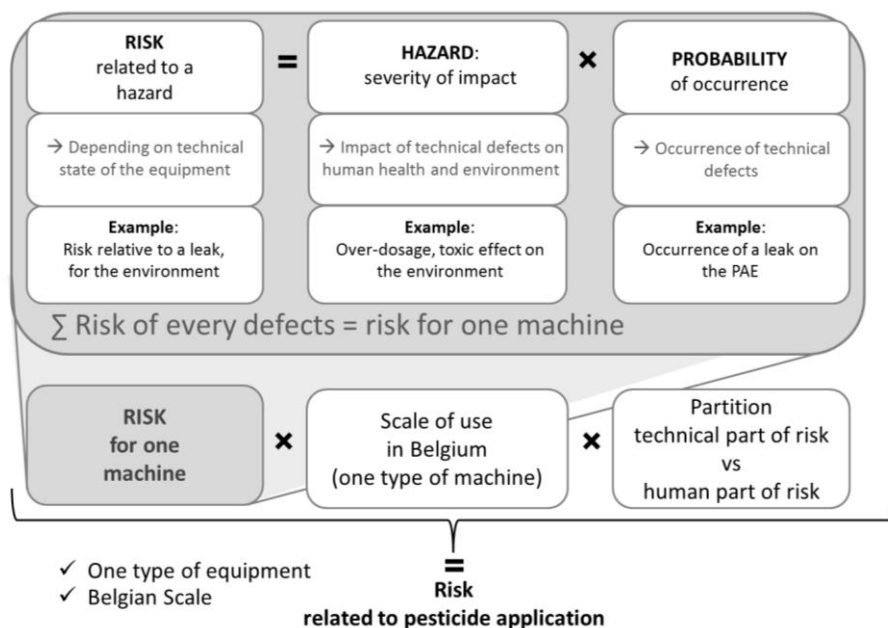 RISK
related to a
hazard
=
HAZARD:
severity of impact
×
PROBABILITY
of occurrence
→ Depending on technical
state of the equipment
→ Impact of technical defects on
human health and environment
→ Occurrence of technical
defects
Example:
Risk relative to a leak,
for the environment
Example:
Over-dosage, toxic effect on
the environment
Example:
Occurrence of a leak on
the PAE
∑ Risk of every defects = risk for one machine
RISK
for one
machine
×
Scale of use
in Belgium
(one type of machine)
×
Partition
technical part of risk
vs
human part of risk
✓ One type of equipment
✓ Belgian Scale
=
Risk
related to pesticide application